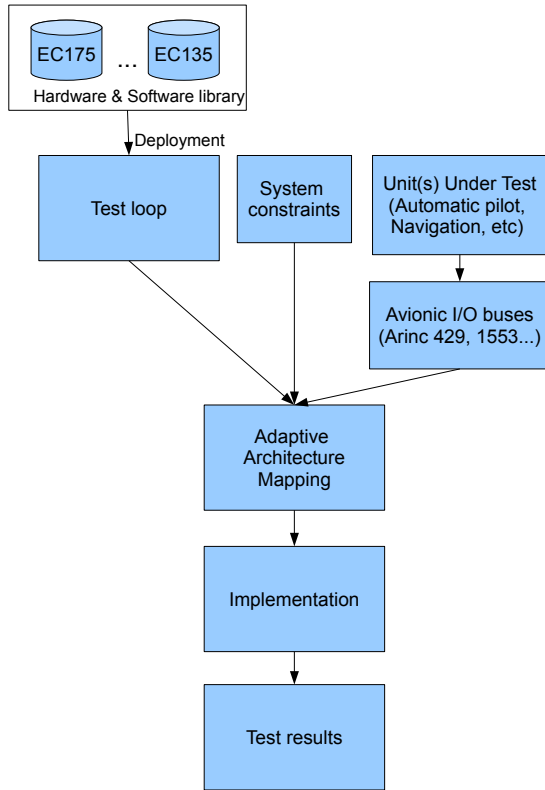 EC175
...
EC135
Hardware & Software library
Deployment
Test loop
System
constraints
Unit(s) Under Test
(Automatic pilot,
Navigation, etc)
Avionic I/O buses
(Arinc 429, 1553...)
Adaptive
Architecture
Mapping
Implementation
Test results